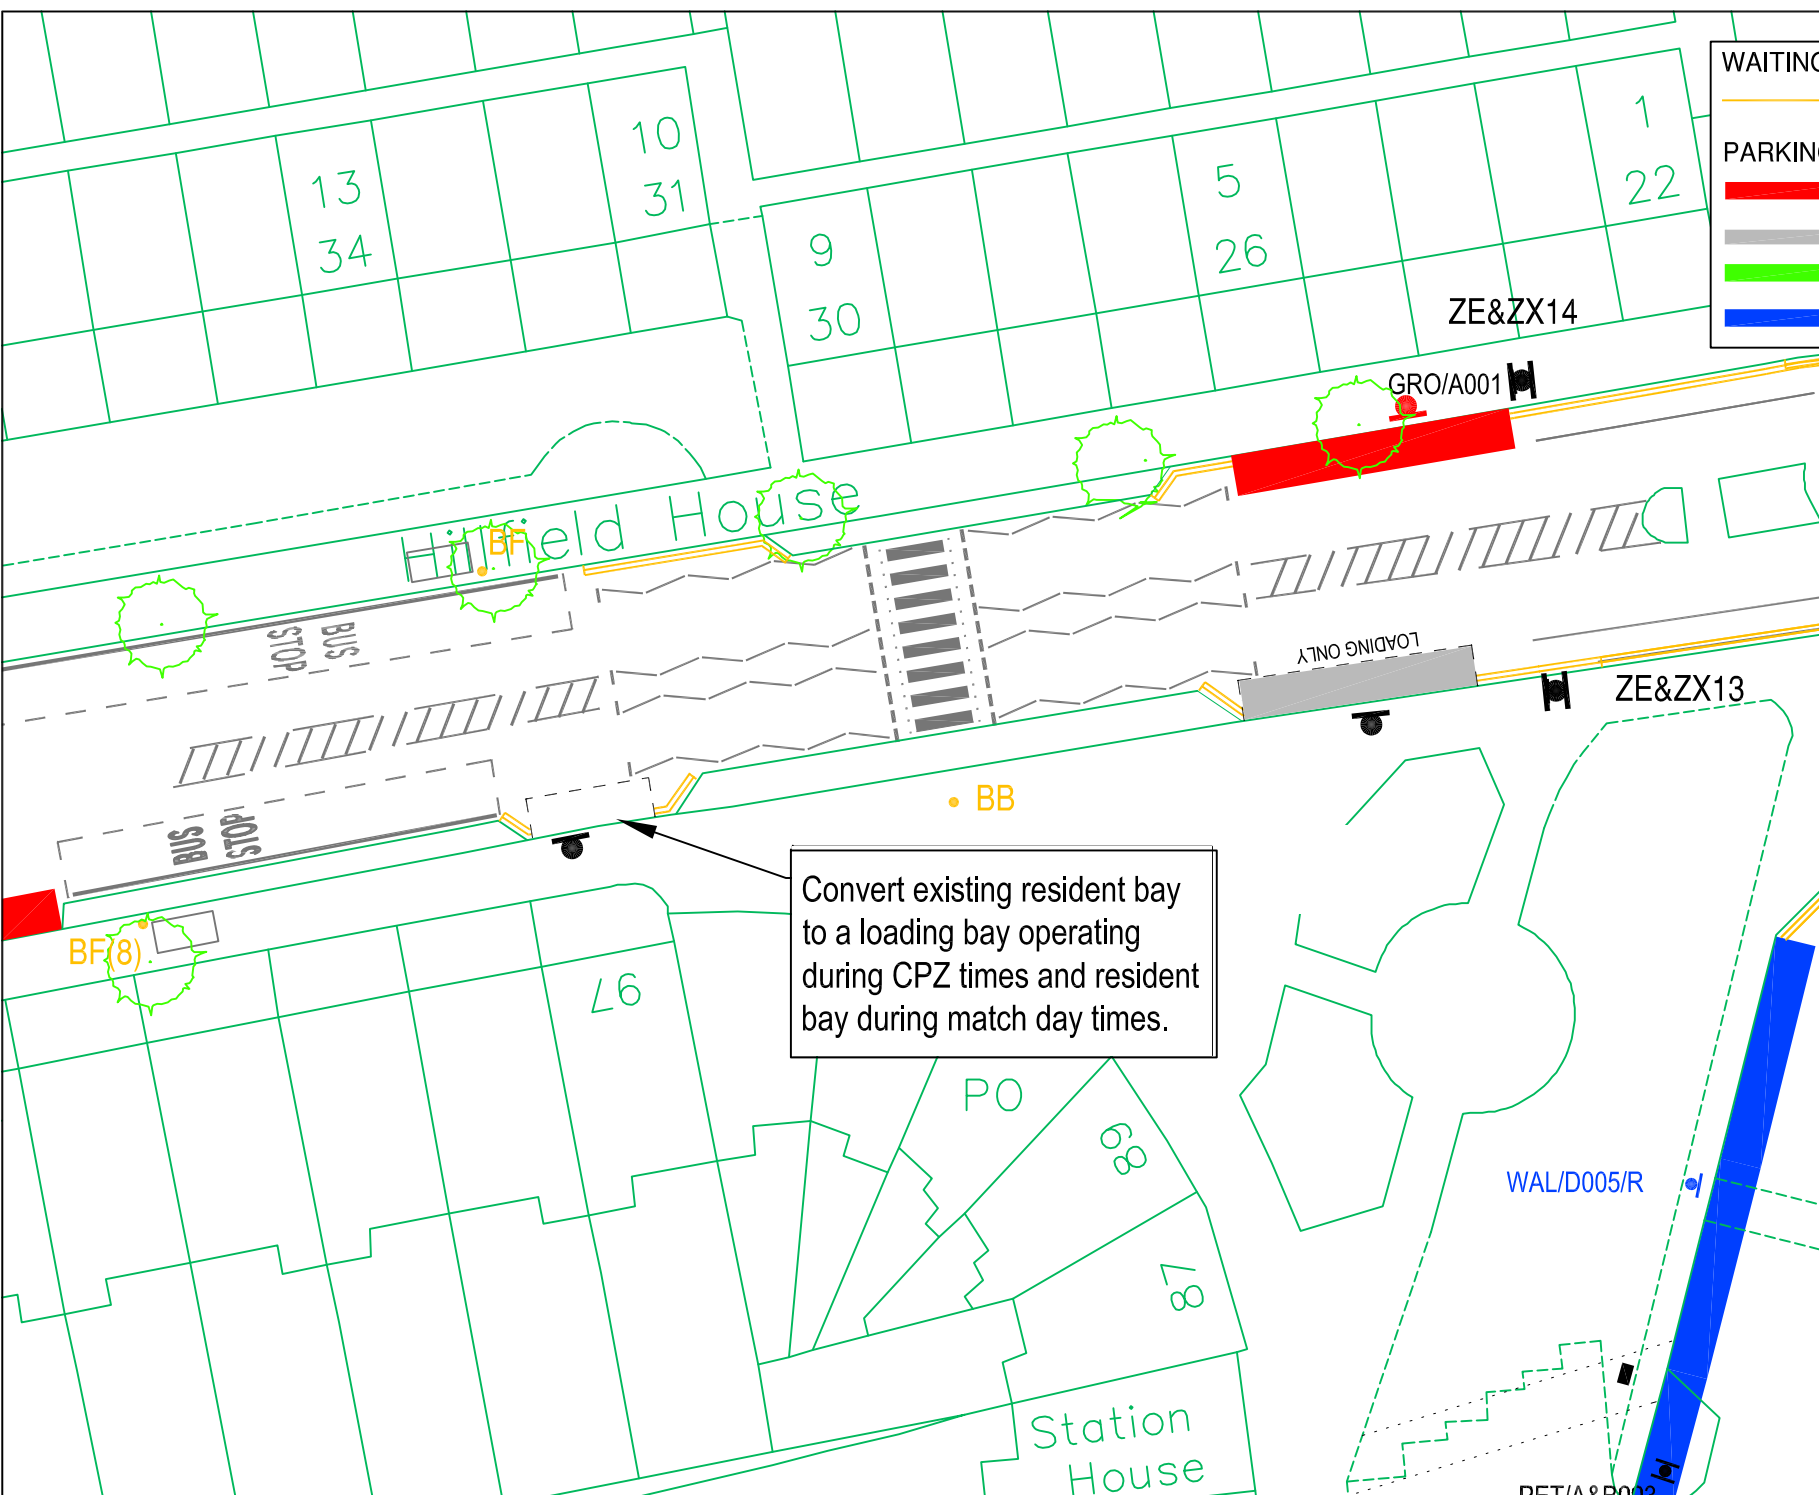 WAITING
PARKING
10
31
13
34
1
22
5
26
9
30
ZE&ZX14
GRO/A001
Hillfield House
BF
BUS
STOP
LOADING ONLY
ZE&ZX13
BUS
STOP
BB
BF(8)
Convert existing resident bay
to a loading bay operating
during CPZ times and resident
bay during match day times.
97
PO
89
87
WAL/D005/R
Station
House